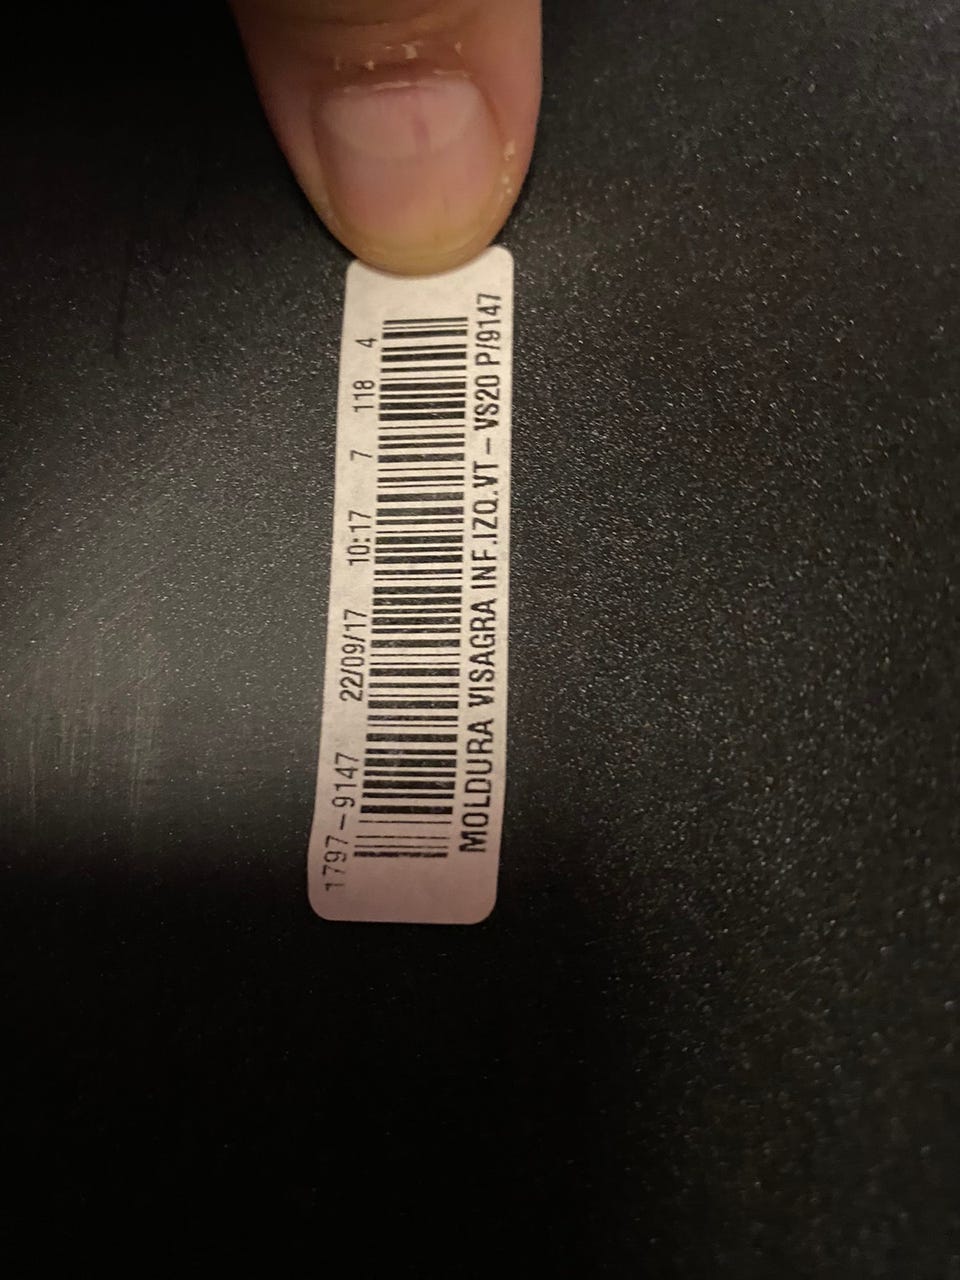 1797-9147 22/09/17 10:17 7 118 4
MOLDURA VISAGRA INF.IZQ.VT - VS20 P/9147